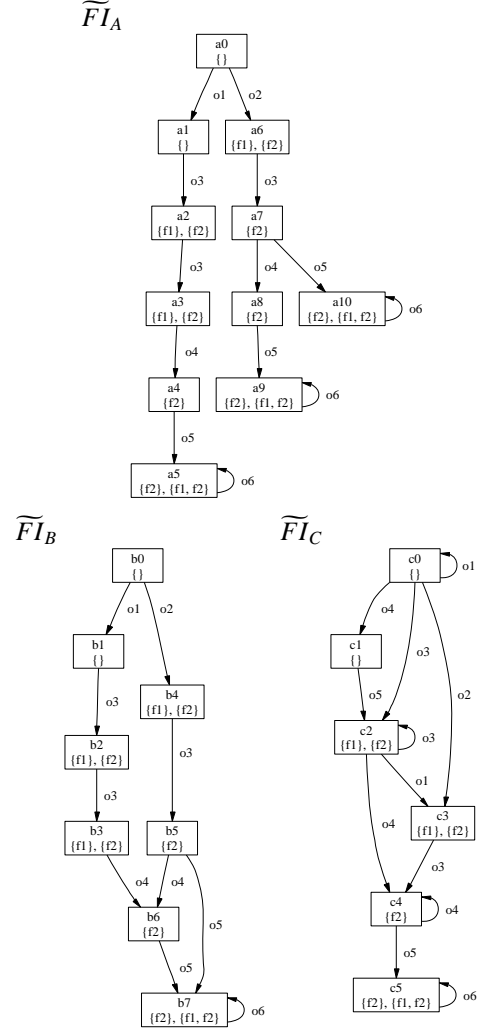 F̃I_A
a0
{}
o1
o2
a1
{}
a6
{f1}, {f2}
o3
o3
a2
{f1}, {f2}
a7
{f2}
o3
o4
o5
a3
{f1}, {f2}
a8
{f2}
a10
{f2}, {f1, f2}
o6
o4
o5
a4
{f2}
a9
{f2}, {f1, f2}
o6
o5
a5
{f2}, {f1, f2}
o6
F̃I_B
b0
{}
o1
o2
b1
{}
b4
{f1}, {f2}
o3
b2
{f1}, {f2}
o3
o3
b3
{f1}, {f2}
b5
{f2}
o4
o4
o5
b6
{f2}
o5
b7
{f2}, {f1, f2}
o6
F̃I_C
c0
{}
o1
o4
o3
o2
c1
{}
o5
c2
{f1}, {f2}
o3
o1
c3
{f1}, {f2}
o4
o3
c4
{f2}
o4
o5
c5
{f2}, {f1, f2}
o6